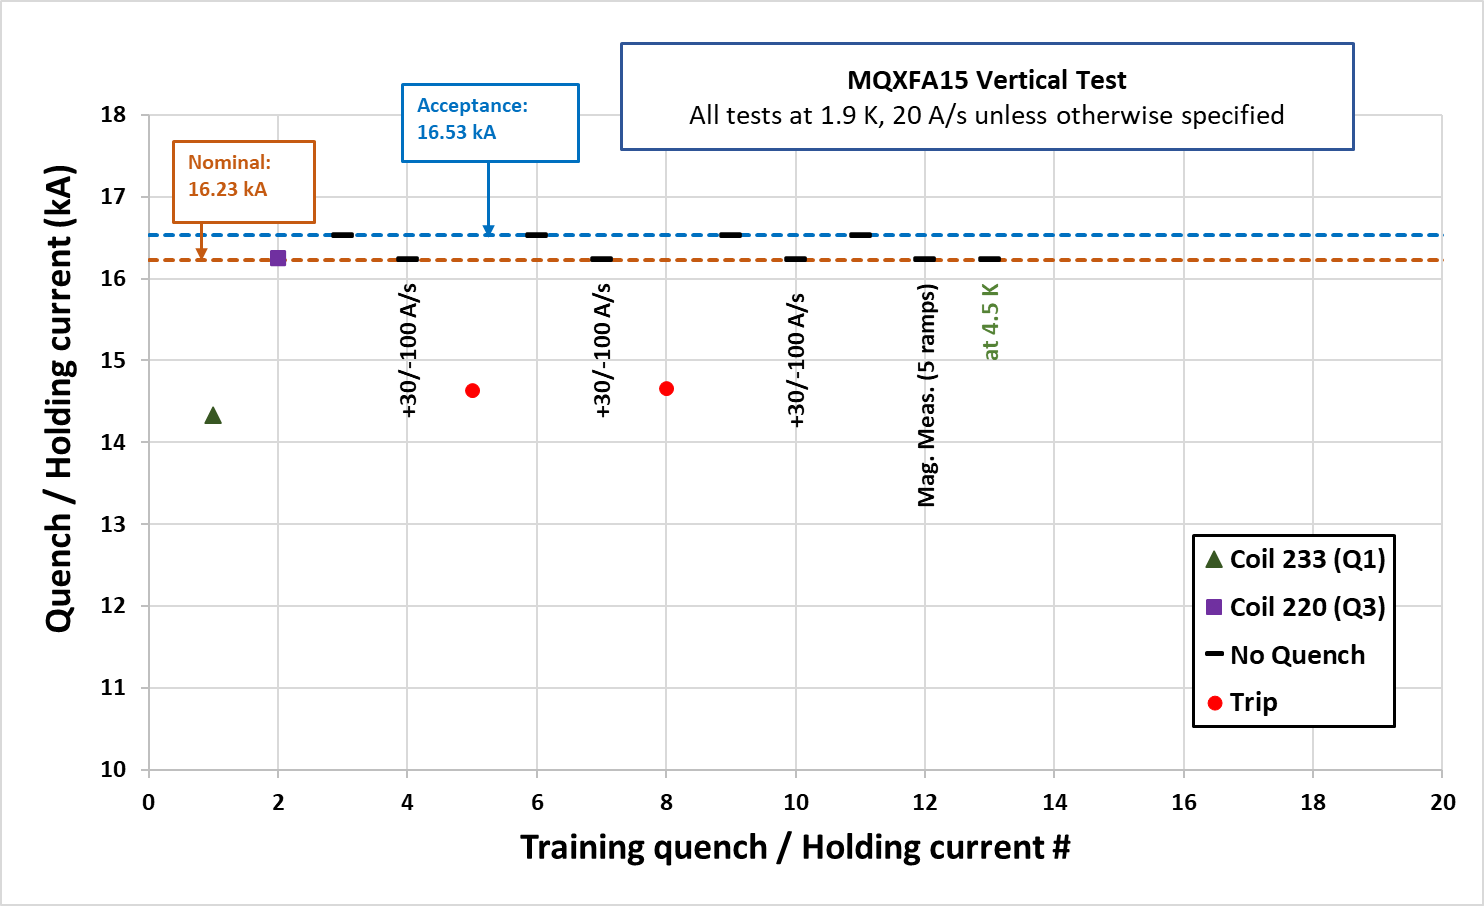 MQXFA15 Vertical Test
All tests at 1.9 K, 20 A/s unless otherwise specified
Acceptance:
16.53 kA
Nominal:
16.23 kA
Quench / Holding current (kA)
18
17
16
15
14
13
12
11
10
+30/-100 A/s
+30/-100 A/s
+30/-100 A/s
Mag. Meas. (5 ramps)
at 4.5 K
Coil 233 (Q1)
Coil 220 (Q3)
No Quench
Trip
0 2 4 6 8 10 12 14 16 18 20
Training quench / Holding current #